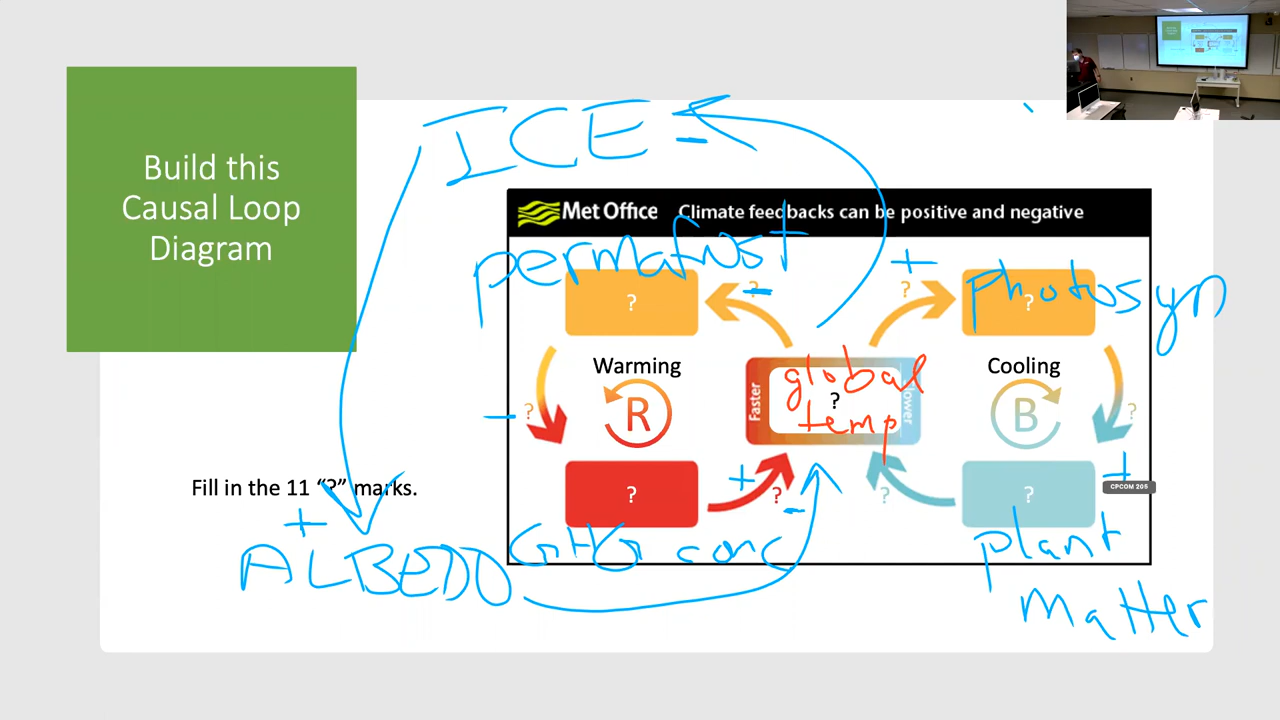 Build this
Causal Loop
Diagram
ICE -
Met Office Climate feedbacks can be positive and negative
permafrost
? -
+
?
photosyn
?
?
Warming
Cooling
R
B
Faster
global
?
temp
- ?
?
+
Fill in the 11 “?” marks.
?
+
?
-
?
?
+
CPCOM 205
+
ALBEDO
GHG conc
plant
matter